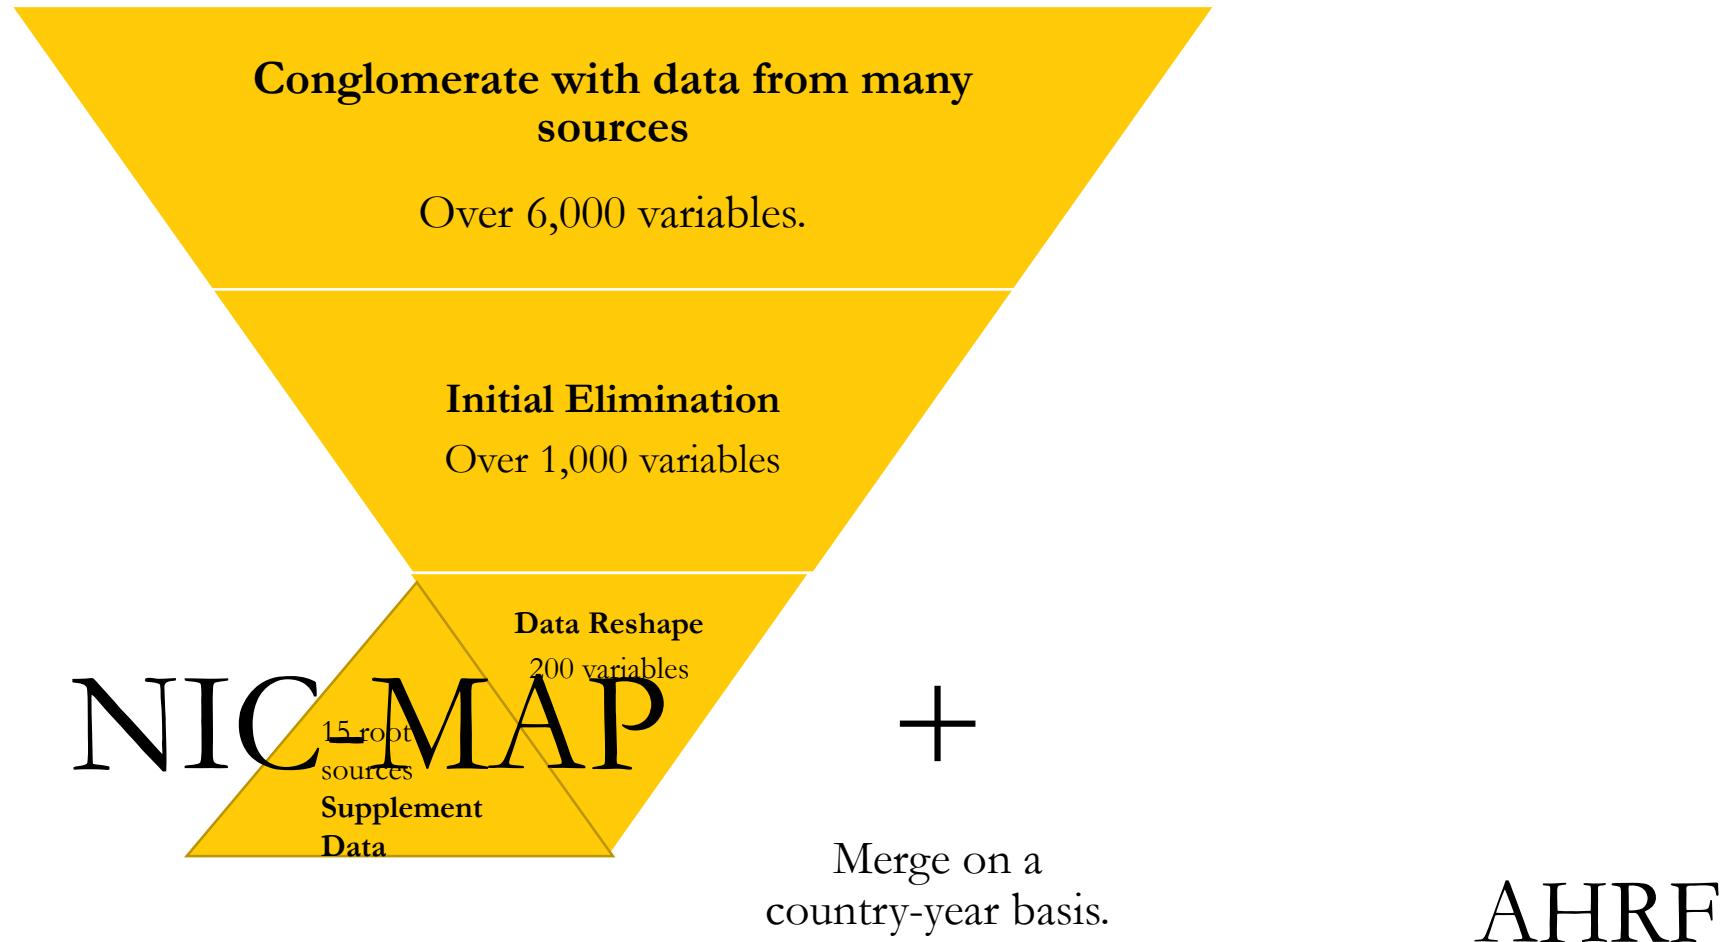 Conglomerate with data from many
sources
Over 6,000 variables.
Initial Elimination
Over 1,000 variables
Data Reshape
200 variables
NIC-MAP
15 root
sources
Supplement
Data
+
Merge on a
country-year basis.
AHRF